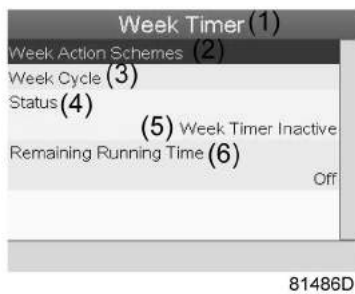 Week Timer (1)
Week Action Schemes (2)
Week Cycle (3)
Status (4)
(5) Week Timer Inactive
Remaining Running Time (6)
Off
81486D